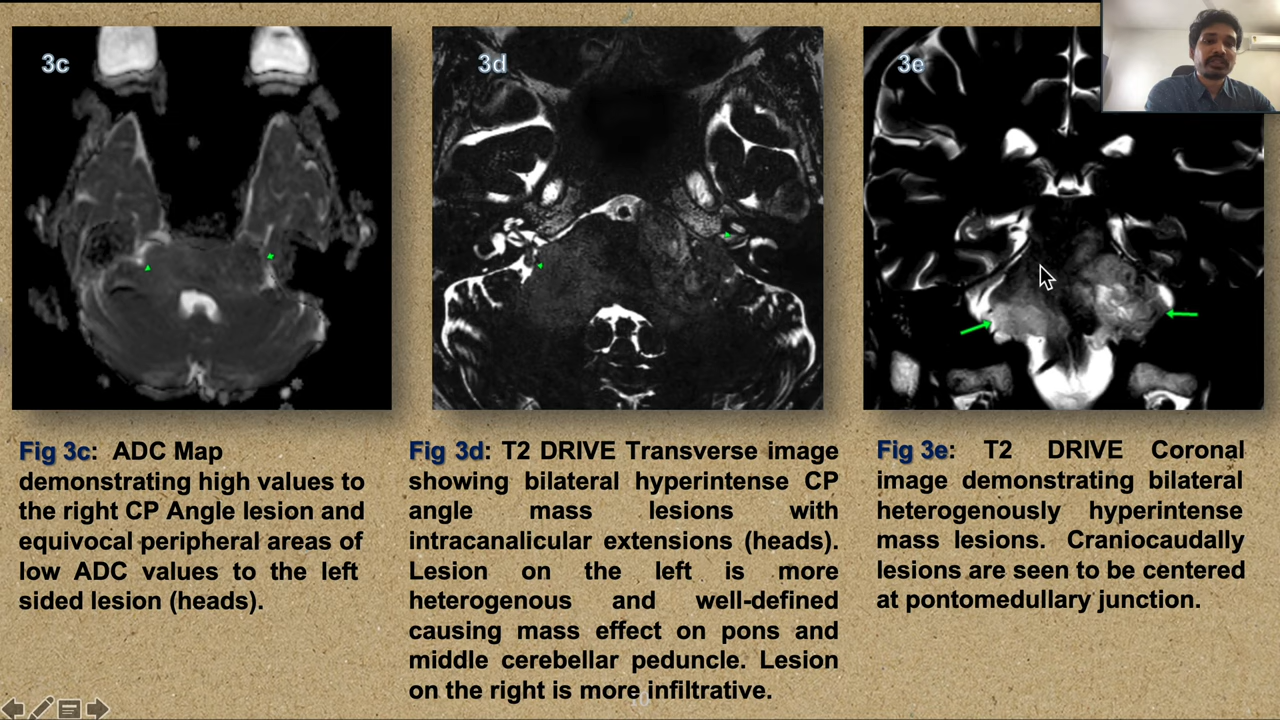 3c
3d
3e
Fig 3c: ADC Map
demonstrating high values to
the right CP Angle lesion and
equivocal peripheral areas of
low ADC values to the left
sided lesion (heads).
Fig 3d: T2 DRIVE Transverse image
showing bilateral hyperintense CP
angle mass lesions with
intracanalicular extensions (heads).
Lesion on the left is more
heterogenous and well-defined
causing mass effect on pons and
middle cerebellar peduncle. Lesion
on the right is more infiltrative.
Fig 3e: T2 DRIVE Coronal
image demonstrating bilateral
heterogenously hyperintense
mass lesions. Craniocaudally
lesions are seen to be centered
at pontomedullary junction.